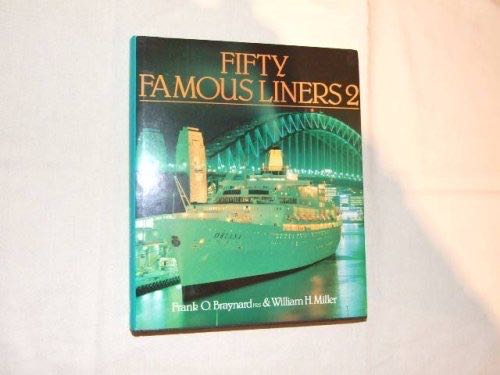 FIFTY
FAMOUS LINERS 2
ORIANA
Frank O. Braynard FRS & William H. Miller